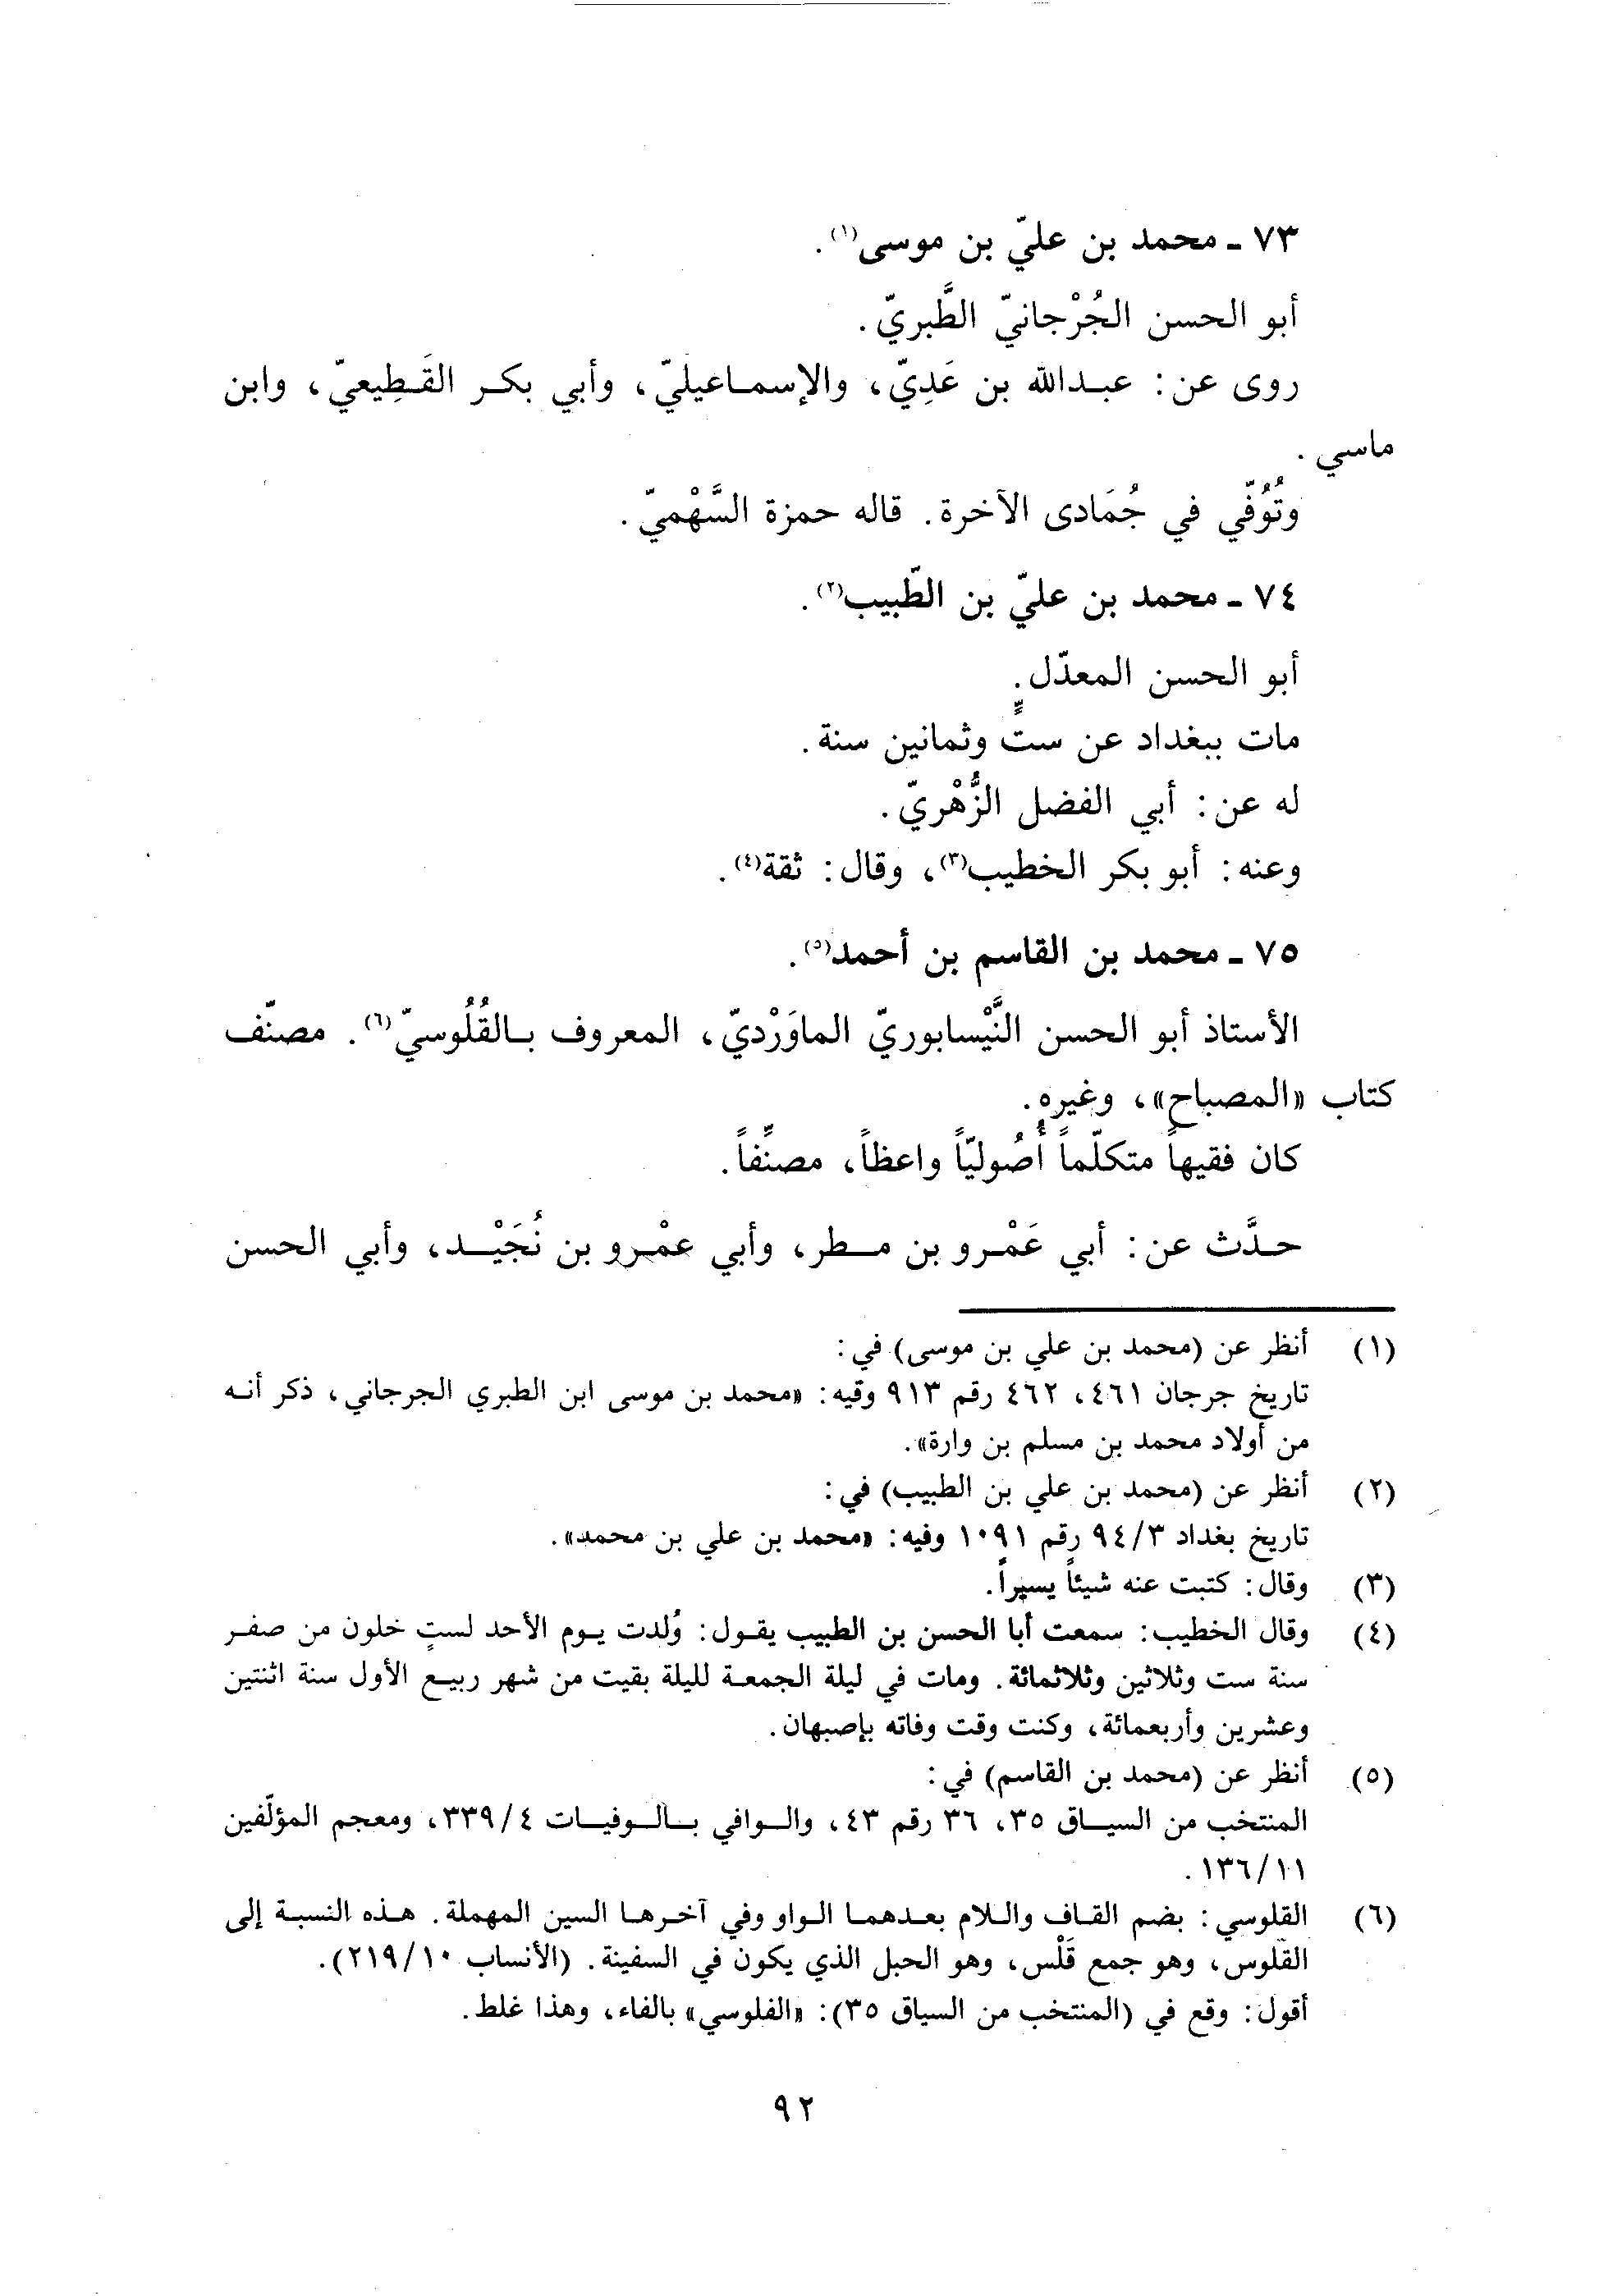 ٧٣ ـ محمد بن عليّ بن موسى(١).
أبو الحسن الجُرْجانيّ الطَّبريّ.
روى عن: عبدالله بن عَدِيّ، والإسماعيليّ، وأبي بكر القَطِيعيّ، وابن
ماسي.
وتُوُفّي في جُمَادى الآخرة. قاله حمزة السَّهْميّ.
٧٤ ـ محمد بن عليّ بن الطّبيب(٢).
أبو الحسن المعدّل.
مات ببغداد عن ستٍّ وثمانين سنة.
له عن: أبي الفضل الزُّهْريّ.
وعنه: أبو بكر الخطيب(٣)، وقال: ثقة(٤).
٧٥ ـ محمد بن القاسم بن أحمد(٥).
الأستاذ أبو الحسن النَّيْسابوريّ الماوَرْديّ، المعروف بالقُلُوسيّ(٦). مصنّف
كتاب «المصباح»، وغيره.
كان فقيهاً متكلّماً أُصُوليّاً واعظاً، مصنِّفاً.
حدَّث عن: أبي عَمْرو بن مطر، وأبي عمْرو بن نُجَيْد، وأبي الحسن
(١) أنظر عن (محمد بن علي بن موسى) في:
تاريخ جرجان ٤٦١، ٤٦٢ رقم ٩١٣ وقيه: «محمد بن موسى ابن الطبري الجرجاني، ذكر أنه
من أولاد محمد بن مسلم بن وارة».
(٢) أنظر عن (محمد بن علي بن الطبيب) في:
تاريخ بغداد ٩٤/٣ رقم ١٠٩١ وفيه: «محمد بن علي بن محمد».
(٣) وقال: كتبت عنه شيئاً يسيراً.
(٤) وقال الخطيب: سمعت أبا الحسن بن الطبيب يقول: وُلدت يوم الأحد لستٍ خلون من صفر
سنة ست وثلاثين وثلاثمائة. ومات في ليلة الجمعة لليلة بقيت من شهر ربيع الأول سنة اثنتين
وعشرين وأربعمائة، وكنت وقت وفاته بإصبهان.
(٥) أنظر عن (محمد بن القاسم) في:
المنتخب من السياق ٣٥، ٣٦ رقم ٤٣، والوافي بالوفيات ٣٣٩/٤، ومعجم المؤلّفين
١٣٦/١١.
(٦) القلوسي: بضم القاف واللام بعدهما الواو وفي آخرها السين المهملة. هذه النسبة إلى
القلوس، وهو جمع قَلْس، وهو الحبل الذي يكون في السفينة. (الأنساب ٢١٩/١٠).
أقول: وقع في (المنتخب من السياق ٣٥): «الفلوسي» بالفاء، وهذا غلط.
٩٢